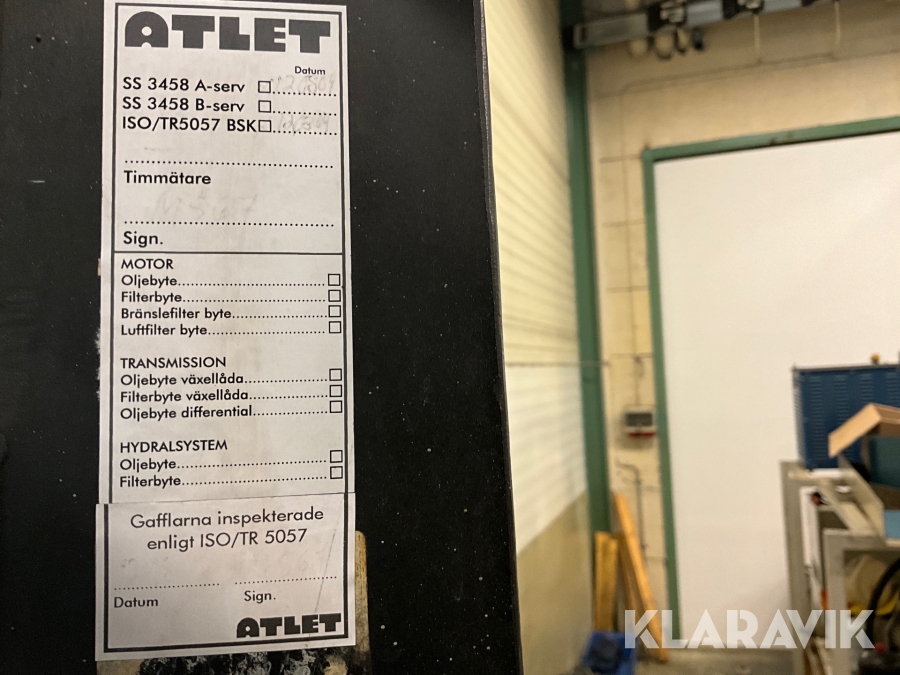 ATLET
Datum
SS 3458 A-serv
SS 3458 B-serv
ISO/TR5057 BSK
Timmätare
Sign.
MOTOR
Oljebyte
Filterbyte
Bränslefilter byte
Luftfilter byte
TRANSMISSION
Oljebyte växellåda
Filterbyte växellåda
Oljebyte differential
HYDRALSYSTEM
Oljebyte
Filterbyte
Gafflarna inspekterade
enligt ISO/TR 5057
Datum Sign.
ATLET
KLARAVIK